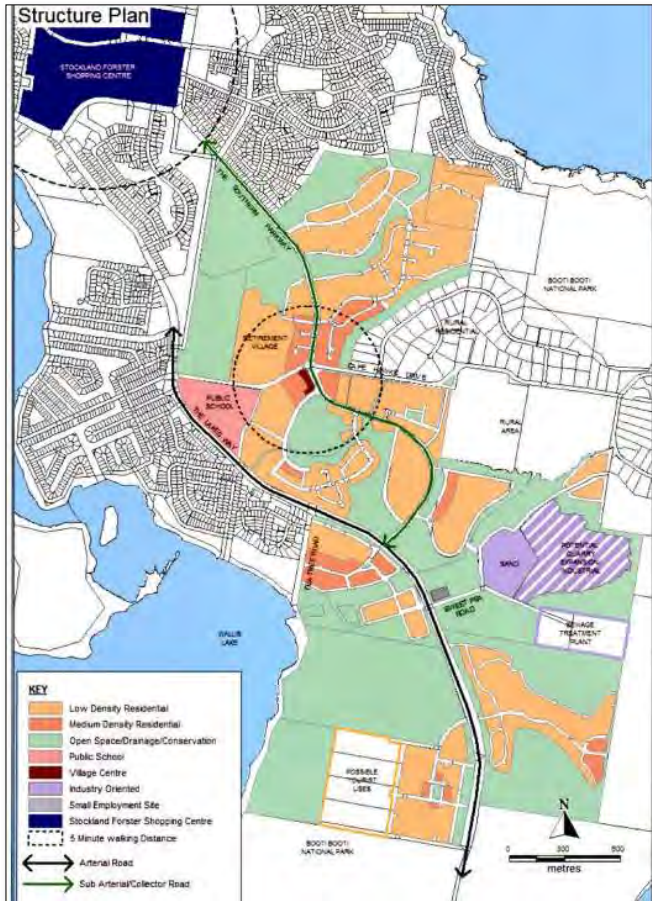 Structure Plan
STOCKLAND FORSTER
SHOPPING CENTRE
THE SOUTHERN PARKWAY
BOOTI BOOTI
NATIONAL PARK
RURAL
RESIDENTIAL
RETIREMENT
VILLAGE
DRIVE
PUBLIC
SCHOOL
THE LAKES WAY
RURAL
AREA
POTENTIAL
QUARRY
EXPANSION
INDUSTRIAL
ROAD
ROAD
SEWAGE
TREATMENT
PLANT
WALLIS
LAKE
POSSIBLE
TOURIST
USES
BOOTI BOOTI
NATIONAL PARK
KEY
Low Density Residential
Medium Density Residential
Open Space/Drainage/Conservation
Public School
Village Centre
Industry Oriented
Small Employment Site
Stockland Forster Shopping Centre
5 Minute walking Distance
Arterial Road
Sub Arterial/Collector Road
N
0 300 600
metres